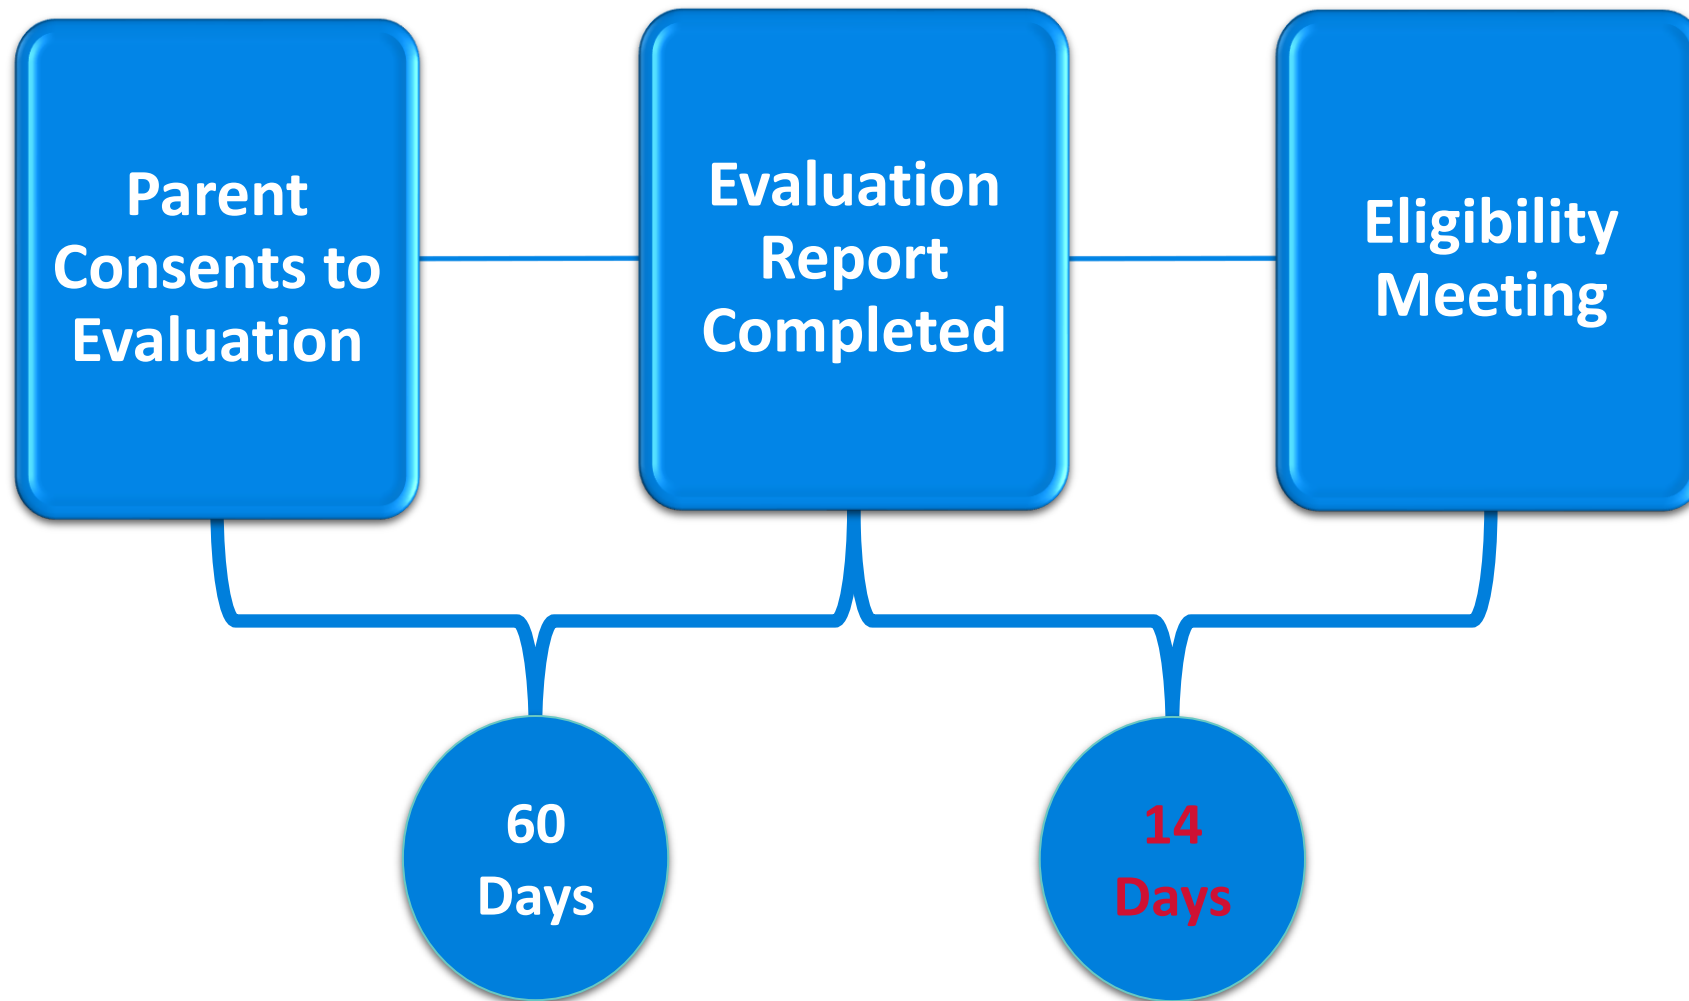 Parent
Consents to
Evaluation
Evaluation
Report
Completed
Eligibility
Meeting
60
Days
14
Days